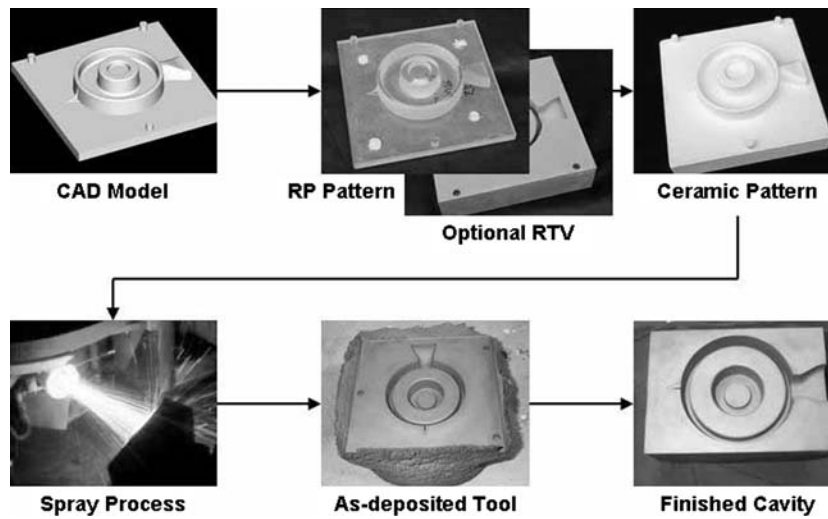 CAD Model
RP Pattern
Optional RTV
Ceramic Pattern
Spray Process
As-deposited Tool
Finished Cavity